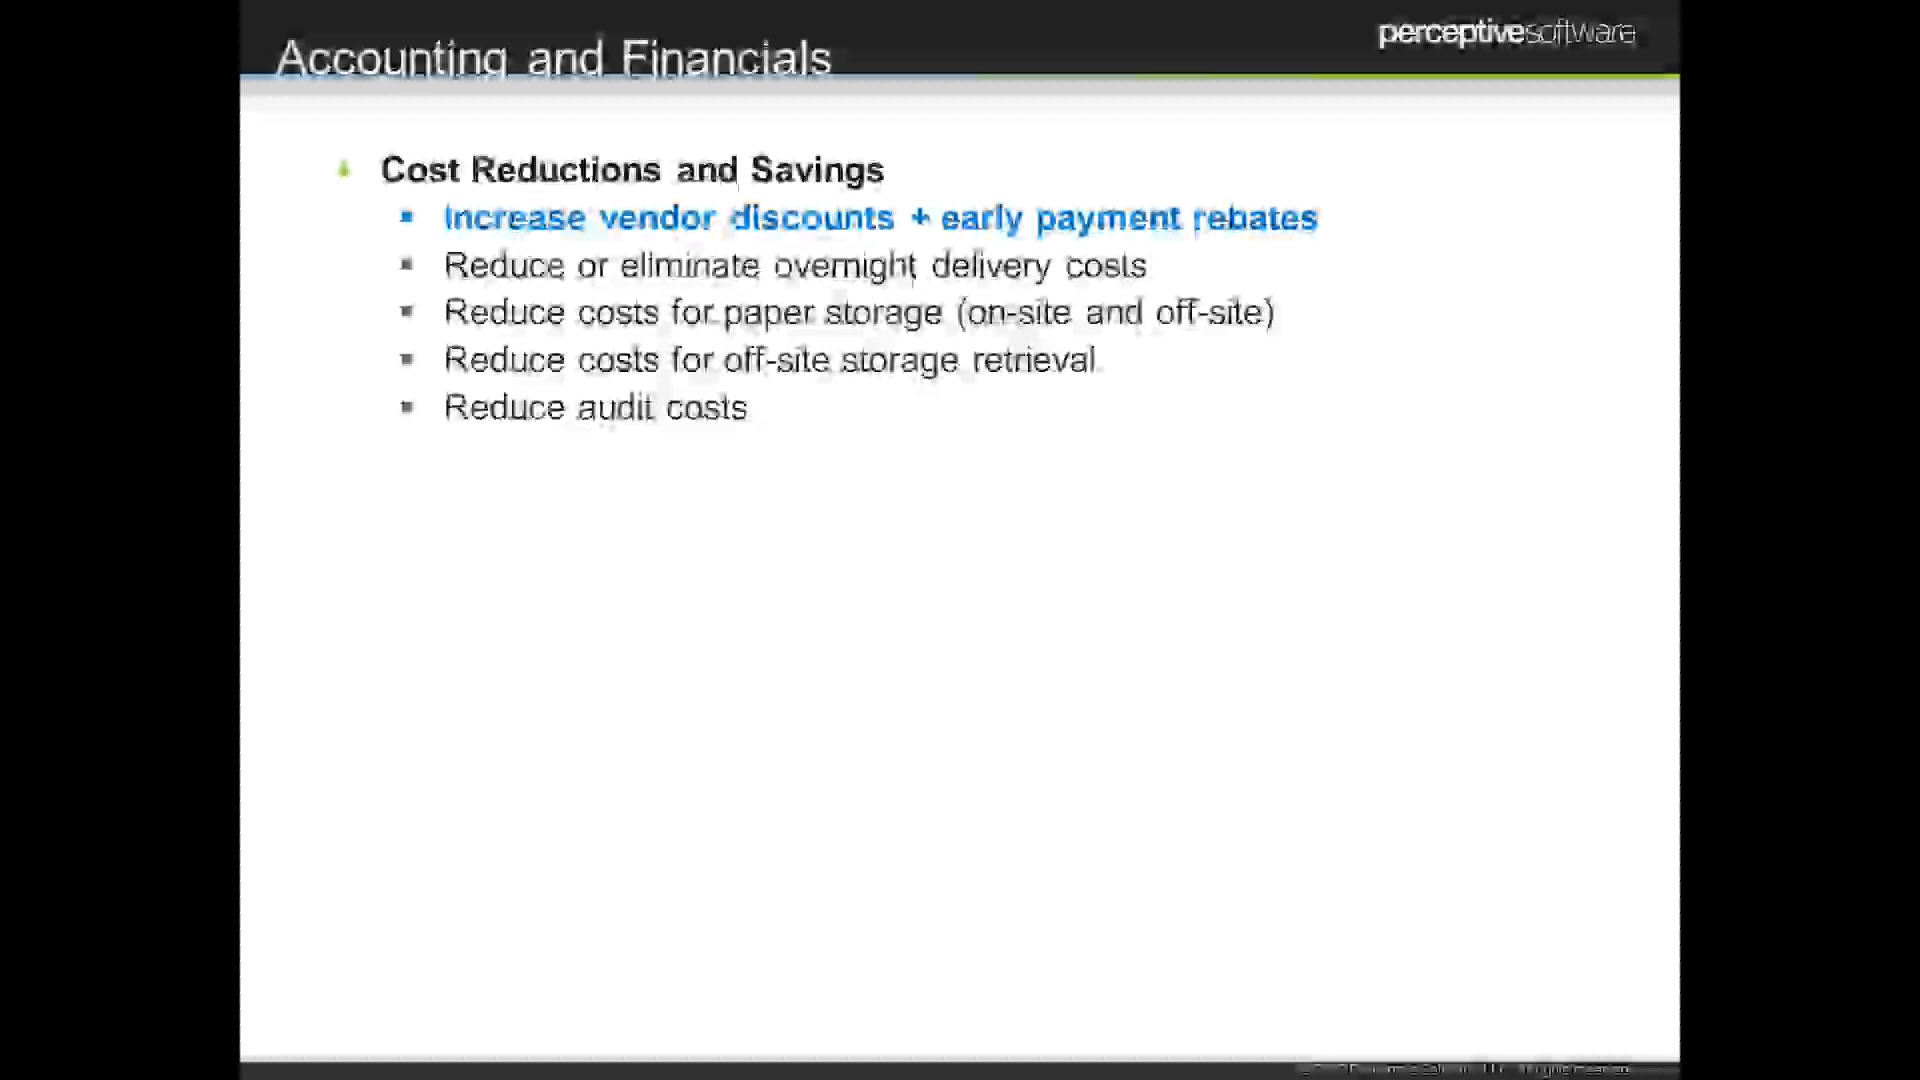 perceptivesoftware
Accounting and Financials
Cost Reductions and Savings
Increase vendor discounts + early payment rebates
Reduce or eliminate overnight delivery costs
Reduce costs for paper storage (on-site and off-site)
Reduce costs for off-site storage retrieval
Reduce audit costs